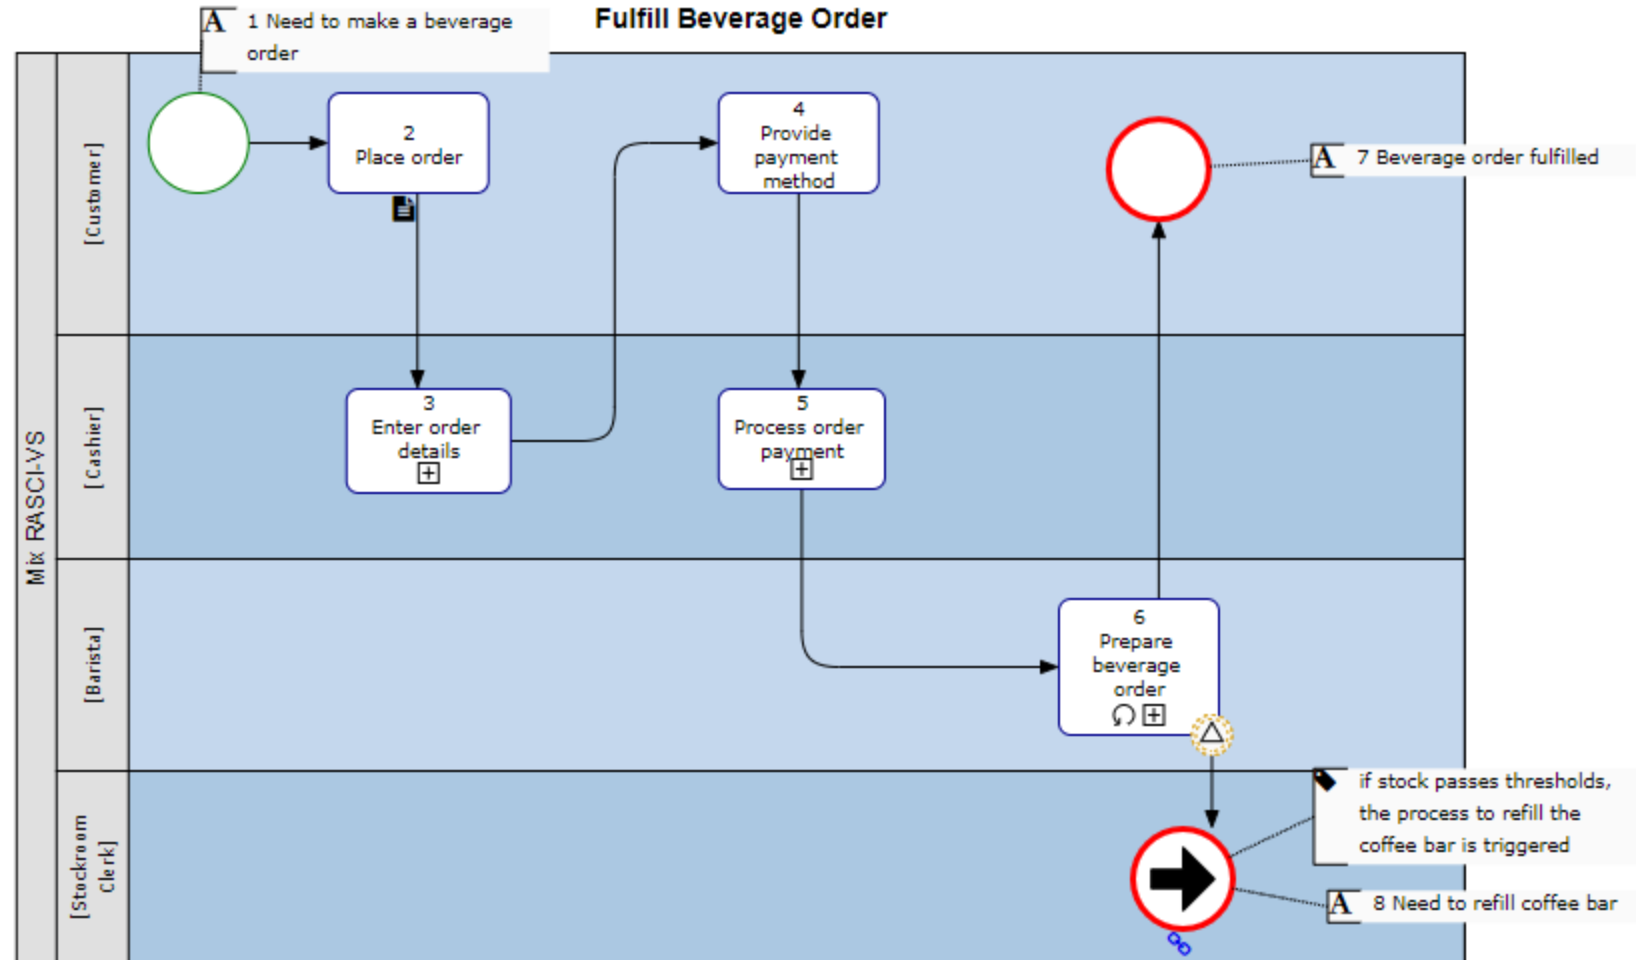 Fulfill Beverage Order
A 1 Need to make a beverage
order
Mix RASCI-VS
[Customer]
2
Place order
4
Provide
payment
method
A 7 Beverage order fulfilled
[Cashier]
3
Enter order
details
5
Process order
payment
[Barista]
6
Prepare
beverage
order
[Stockroom
Clerk]
if stock passes thresholds,
the process to refill the
coffee bar is triggered
A 8 Need to refill coffee bar